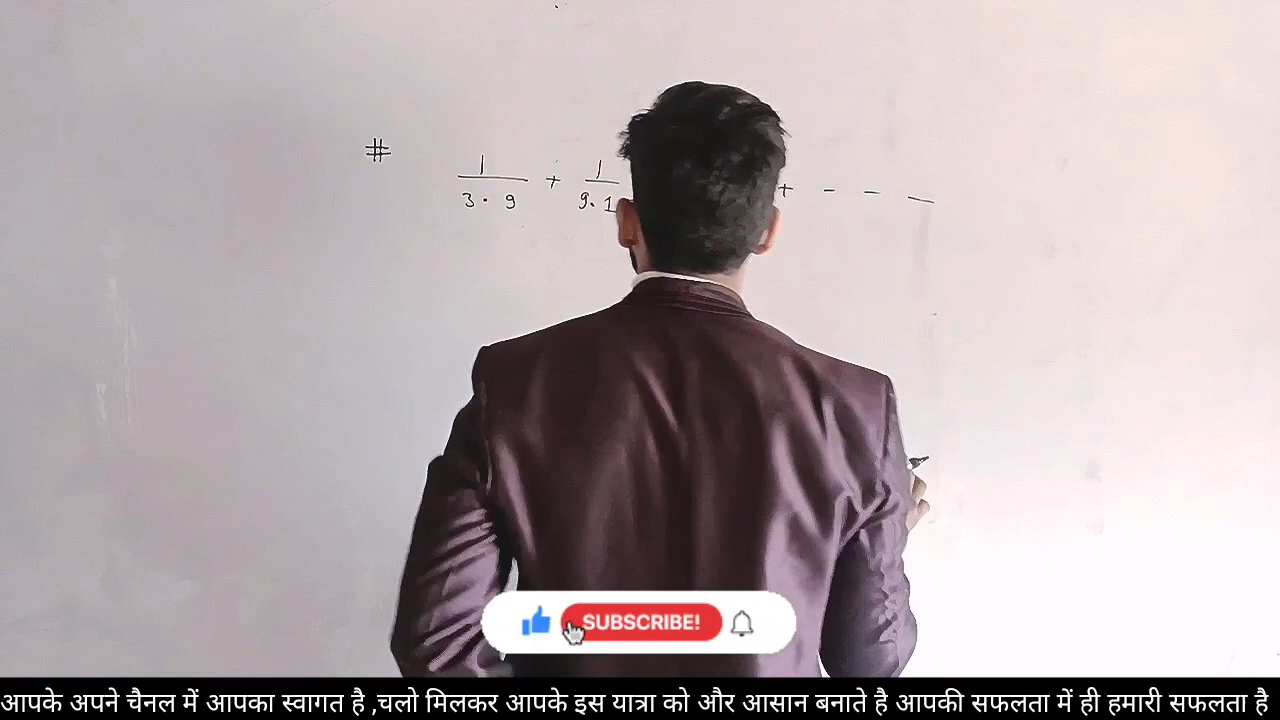 # 1/3·9 + 1/9·1 + - - -
SUBSCRIBE!
आपके अपने चैनल में आपका स्वागत है ,चलो मिलकर आपके इस यात्रा को और आसान बनाते है आपकी सफलता में ही हमारी सफलता है